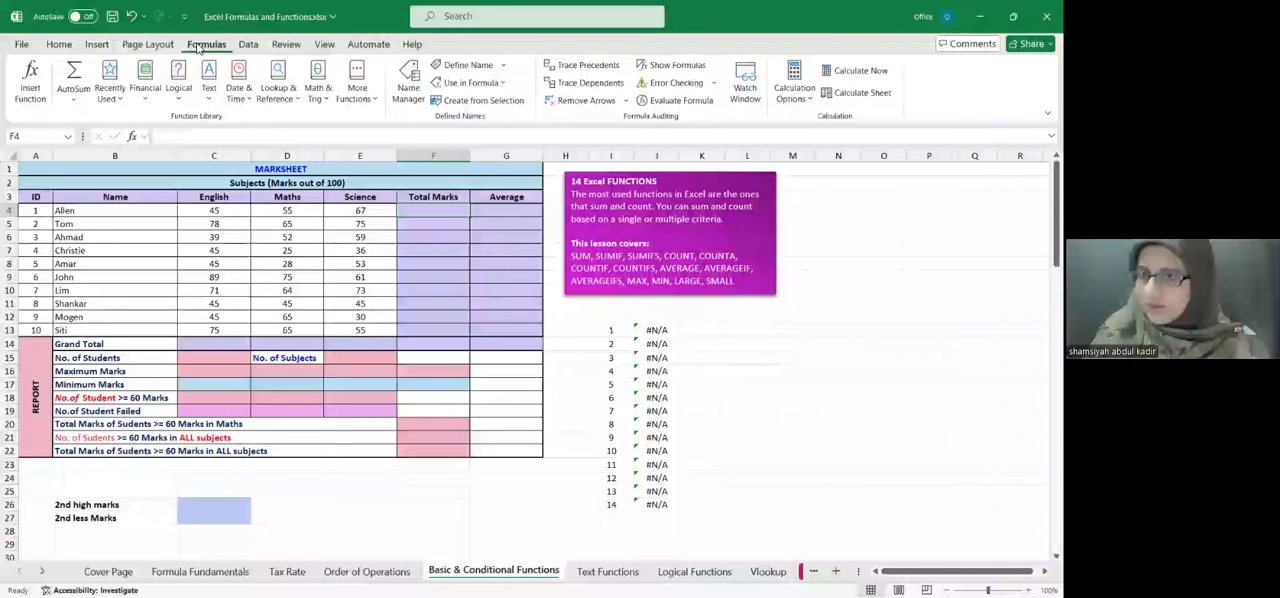 AutoSave Off
Excel Formulas and Functions.xlsx
Search
Office
O
File Home Insert Page Layout Formulas Data Review View Automate Help
Comments
Share
Insert Function
AutoSum
Recently Used
Financial
Logical
Text
Date & Time
Lookup & Reference
Math & Trig
More Functions
Function Library
Name Manager
Define Name
Use in Formula
Create from Selection
Defined Names
Trace Precedents
Trace Dependents
Remove Arrows
Show Formulas
Error Checking
Evaluate Formula
Formula Auditing
Watch Window
Calculation Options
Calculate Now
Calculate Sheet
Calculation
F4
fx
A B C D E F G H I J K L M N O P Q R
1 MARKSHEET
2 Subjects (Marks out of 100)
3 ID Name English Maths Science Total Marks Average
4 1 Allen 45 55 67
5 2 Tom 78 65 75
6 3 Ahmad 39 52 59
7 4 Christie 45 25 36
8 5 Amar 45 28 53
9 6 John 89 75 61
10 7 Lim 71 64 73
11 8 Shankar 45 45 45
12 9 Mogen 45 65 30
13 10 Siti 75 65 55
14 Grand Total
15 No. of Students No. of Subjects
16 Maximum Marks
17 Minimum Marks
18 No.of Student >= 60 Marks
19 No.of Student Failed
20 Total Marks of Sudents >= 60 Marks in Maths
21 No. of Sudents >= 60 Marks in ALL subjects
22 Total Marks of Sudents >= 60 Marks in ALL subjects
REPORT
23
24
25
26 2nd high marks
27 2nd less Marks
28
29
30
14 Excel FUNCTIONS
The most used functions in Excel are the ones
that sum and count. You can sum and count
based on a single or multiple criteria.
This lesson covers:
SUM, SUMIF, SUMIFS, COUNT, COUNTA,
COUNTIF, COUNTIFS, AVERAGE, AVERAGEIF,
AVERAGEIFS, MAX, MIN, LARGE, SMALL
1 #N/A
2 #N/A
3 #N/A
4 #N/A
5 #N/A
6 #N/A
7 #N/A
8 #N/A
9 #N/A
10 #N/A
11 #N/A
12 #N/A
13 #N/A
14 #N/A
shamsiyah abdul kadir
Cover Page Formula Fundamentals Tax Rate Order of Operations Basic & Conditional Functions Text Functions Logical Functions Vlookup
Ready
Accessibility: Investigate
100%